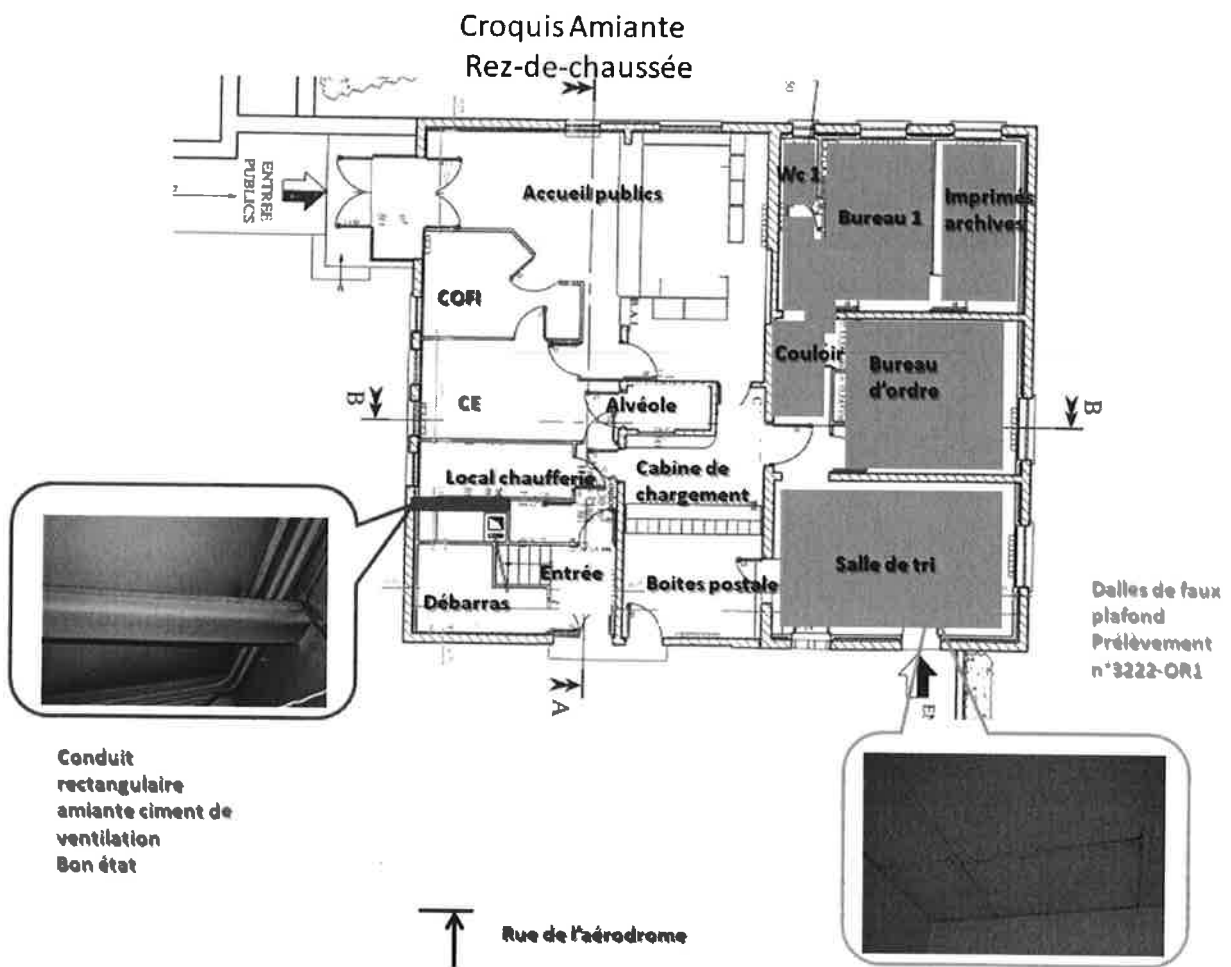 Croquis Amiante
Rez-de-chaussée
ENTREE
PUBLICS
Accueil publics
Wc 1
Bureau 1
Imprimés
archives
COFI
Couloir
Bureau
d'ordre
B
CE
Alvéole
B
Local chaufferie
Cabine de
chargement
Salle de tri
Entrée
Boites postale
Débarras
A
Dalles de faux
plafond
Prélèvement
n°3222-OR1
Conduit
rectangulaire
amiante ciment de
ventilation
Bon état
Rue de l'aérodrome